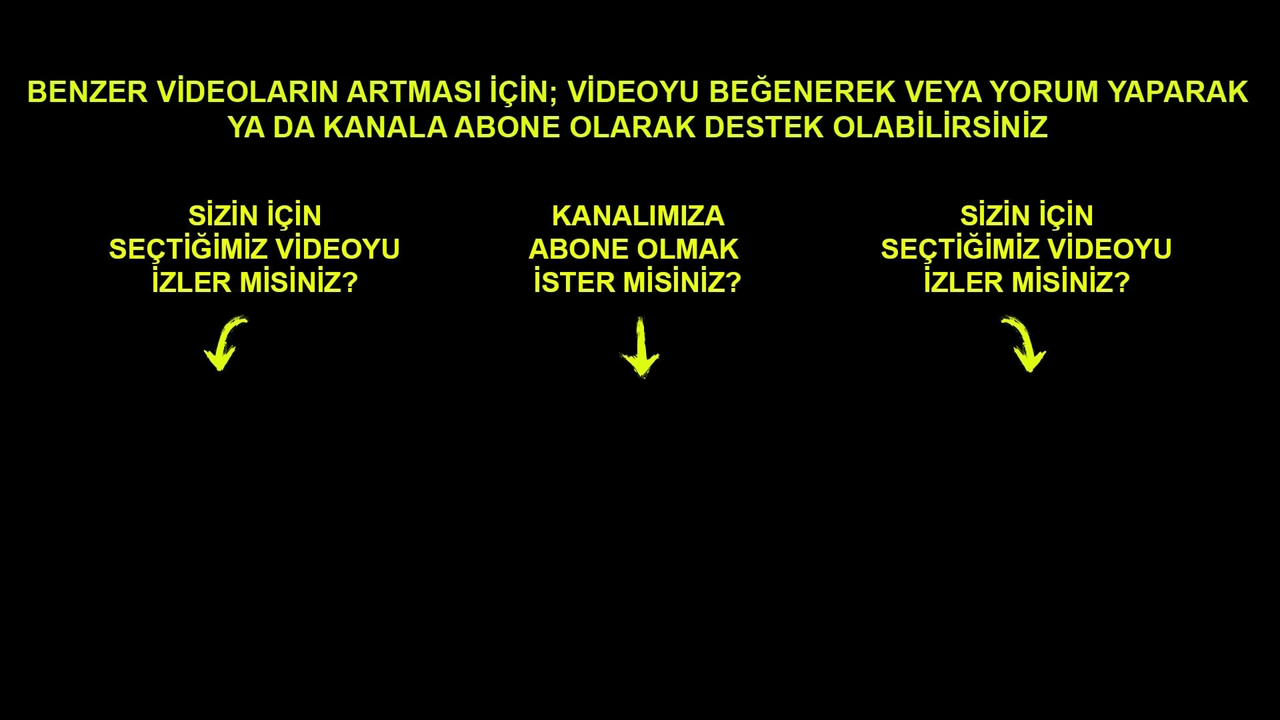 BENZER VİDEOLARIN ARTMASI İÇİN; VİDEOYU BEĞENEREK VEYA YORUM YAPARAK
YA DA KANALA ABONE OLARAK DESTEK OLABİLİRSİNİZ
SİZİN İÇİN
SEÇTİĞİMİZ VİDEOYU
İZLER MİSİNİZ?
KANALIMIZA
ABONE OLMAK
İSTER MİSİNİZ?
SİZİN İÇİN
SEÇTİĞİMİZ VİDEOYU
İZLER MİSİNİZ?